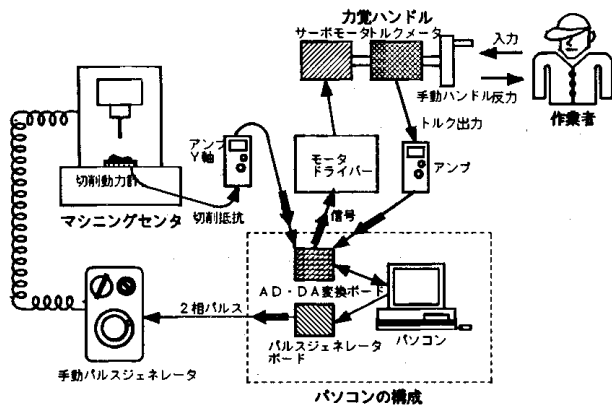 力覚ハンドル
サーボモータトルクメータ
入力
手動ハンドル反力
作業者
トルク出力
アンプ
Y軸
モータ
ドライバー
アンプ
切削動力計
切削抵抗
マシニングセンタ
信号
AD・DA変換ボード
2相パルス
パルスジェネレータ
ボード
パソコン
手動パルスジェネレータ
パソコンの構成